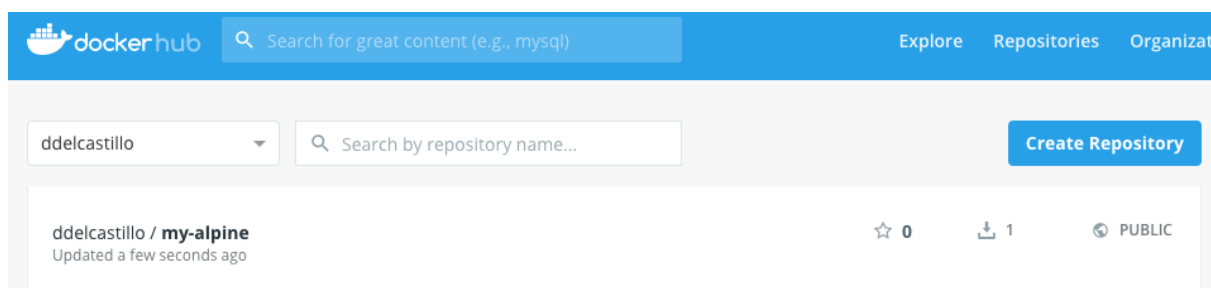 dockerhub Search for great content (e.g., mysql) Explore Repositories Organizat
ddelcastillo Search by repository name... Create Repository
ddelcastillo / my-alpine 0 1 PUBLIC
Updated a few seconds ago